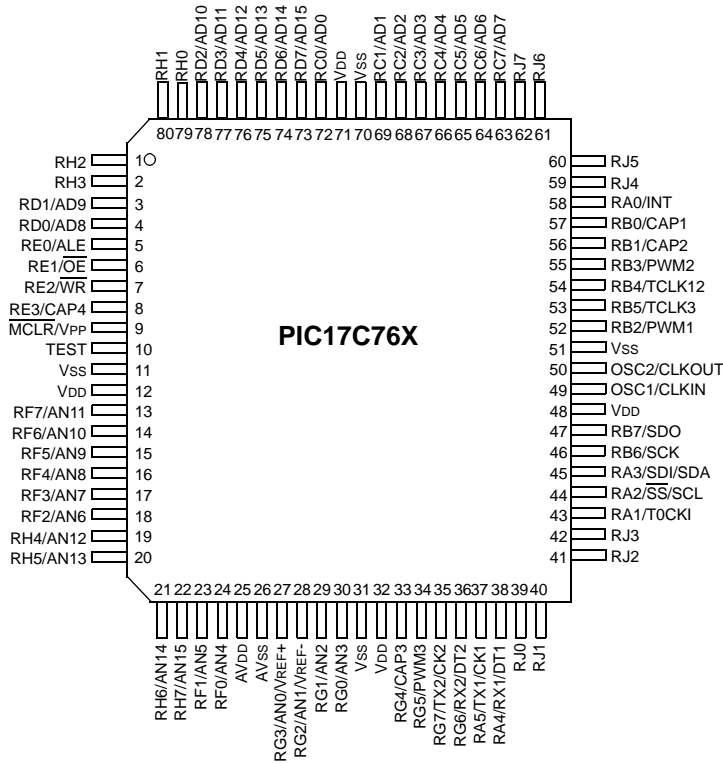 RH1
RH0
RD2/AD10
RD3/AD11
RD4/AD12
RD5/AD13
RD6/AD14
RD7/AD15
RC0/AD0
VDD
VSS
RC1/AD1
RC2/AD2
RC3/AD3
RC4/AD4
RC5/AD5
RC6/AD6
RC7/AD7
RJ7
RJ6
80 79 78 77 76 75 74 73 72 71 70 69 68 67 66 65 64 63 62 61
RH2 1
RH3 2
RD1/AD9 3
RD0/AD8 4
RE0/ALE 5
RE1/OE 6
RE2/WR 7
RE3/CAP4 8
MCLR/VPP 9
TEST 10
VSS 11
VDD 12
RF7/AN11 13
RF6/AN10 14
RF5/AN9 15
RF4/AN8 16
RF3/AN7 17
RF2/AN6 18
RH4/AN12 19
RH5/AN13 20
PIC17C76X
60 RJ5
59 RJ4
58 RA0/INT
57 RB0/CAP1
56 RB1/CAP2
55 RB3/PWM2
54 RB4/TCLK12
53 RB5/TCLK3
52 RB2/PWM1
51 VSS
50 OSC2/CLKOUT
49 OSC1/CLKIN
48 VDD
47 RB7/SDO
46 RB6/SCK
45 RA3/SDI/SDA
44 RA2/SS/SCL
43 RA1/T0CKI
42 RJ3
41 RJ2
21 22 23 24 25 26 27 28 29 30 31 32 33 34 35 36 37 38 39 40
RH6/AN14
RH7/AN15
RF1/AN5
RF0/AN4
AVDD
AVSS
RG3/AN0/VREF+
RG2/AN1/VREF-
RG1/AN2
RG0/AN3
VSS
VDD
RG4/CAP3
RG5/PWM3
RG7/TX2/CK2
RG6/RX2/DT2
RA5/TX1/CK1
RA4/RX1/DT1
RJ0
RJ1